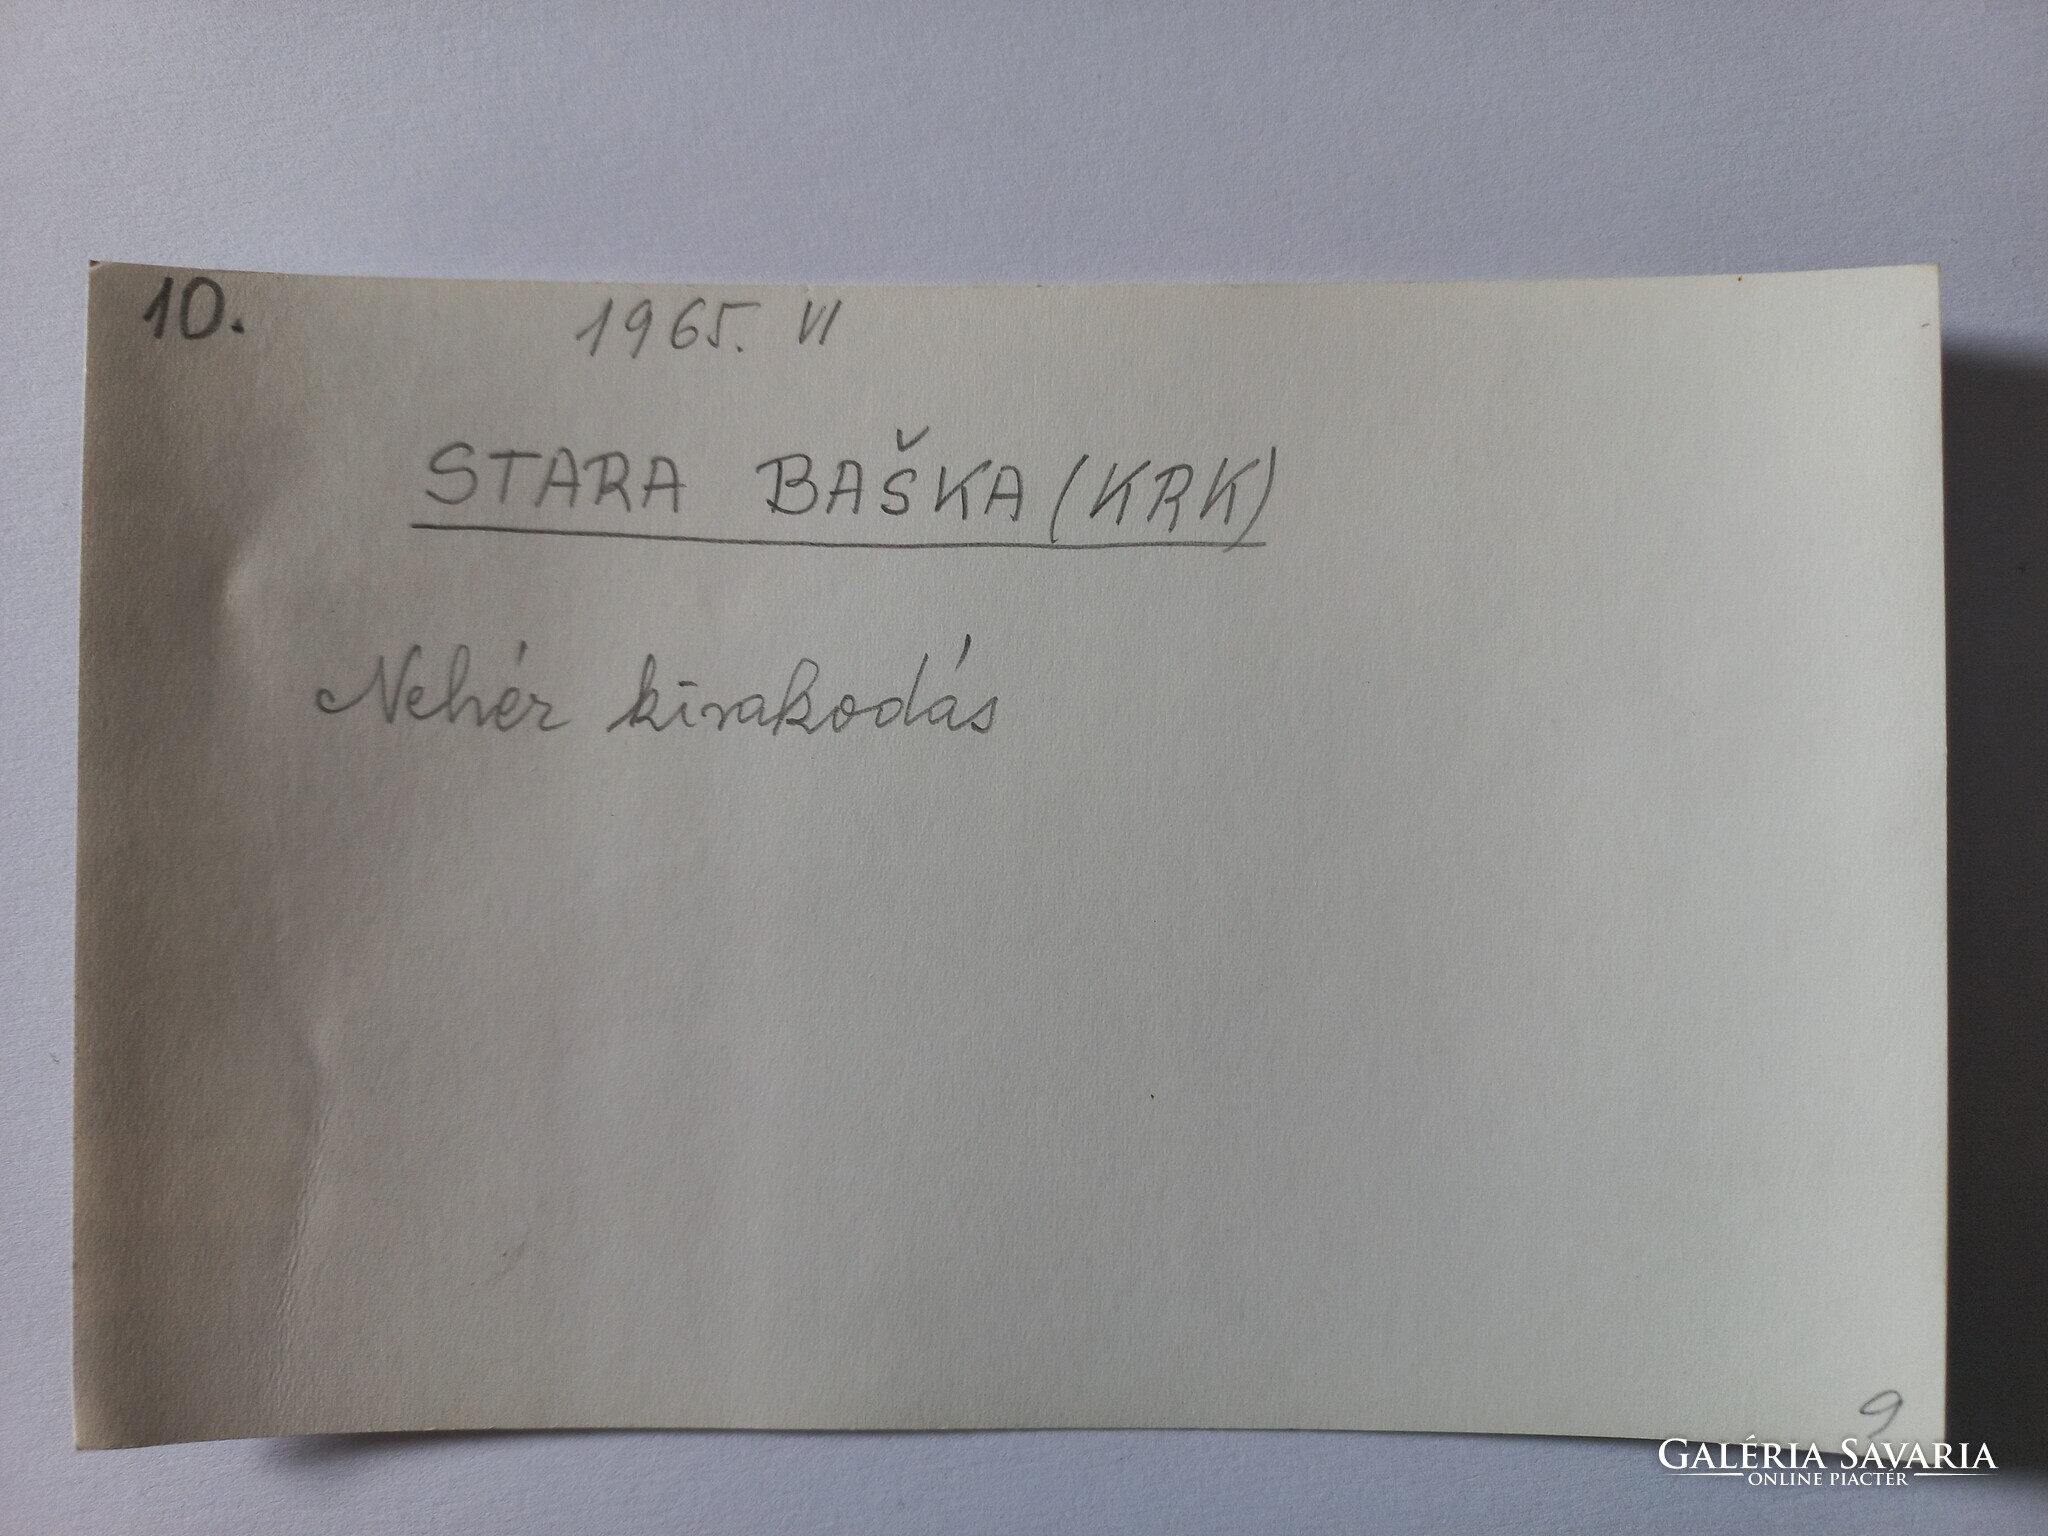 10.
1965. VI
STARA BAŠKA (KRK)
Nehéz kirakodás
9
GALÉRIA SAVARIA
ONLINE PIACTÉR